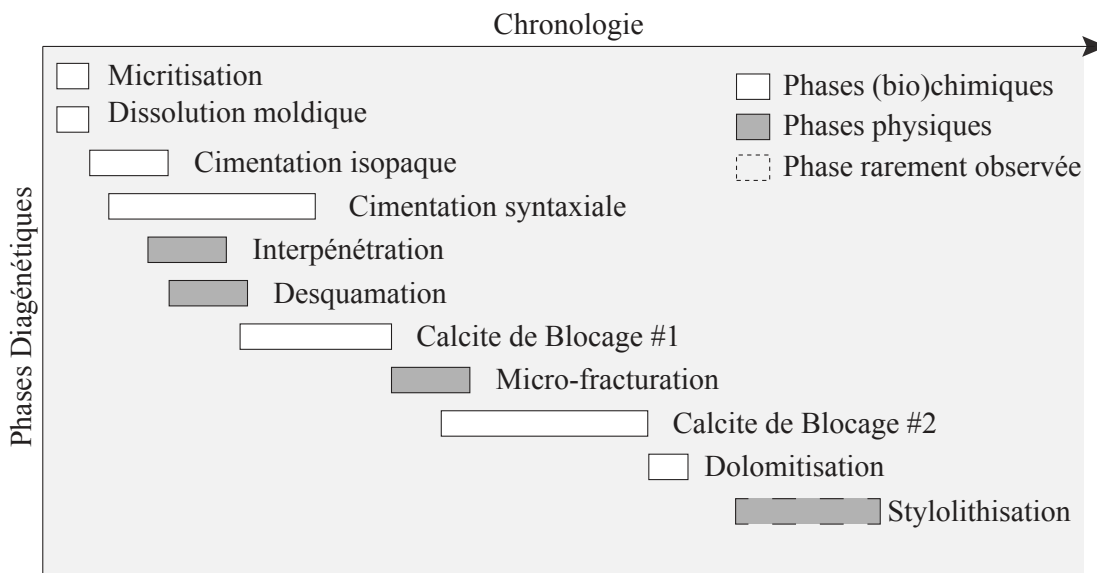 Chronologie
Phases Diagénétiques
Micritisation
Dissolution moldique
Cimentation isopaque
Cimentation syntaxiale
Interpénétration
Desquamation
Calcite de Blocage #1
Micro-fracturation
Calcite de Blocage #2
Dolomitisation
Stylolithisation
Phases (bio)chimiques
Phases physiques
Phase rarement observée